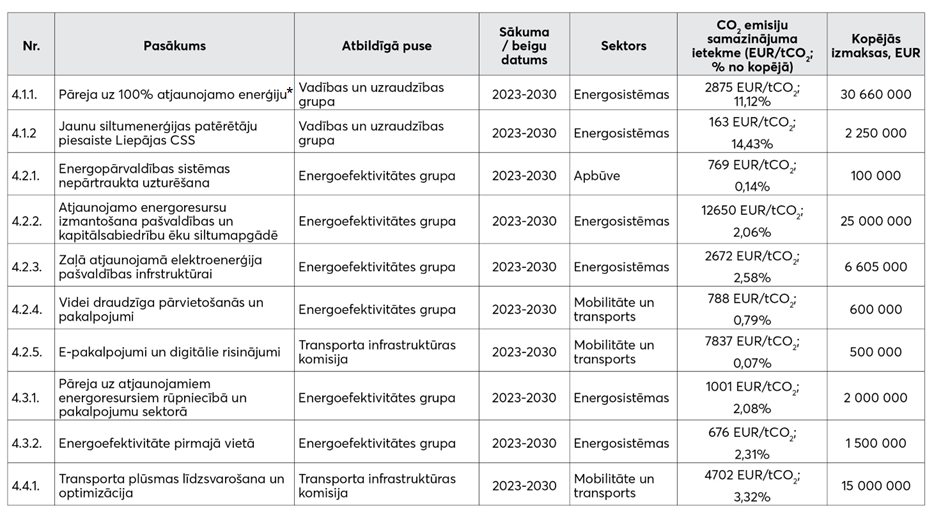 Nr.
Pasākums
Atbildīgā puse
Sākuma
/ beigu
datums
Sektors
CO2 emisiju
samazinājuma
ietekme (EUR/tCO2;
% no kopējā)
Kopējās
izmaksas, EUR
4.1.1.
Pāreja uz 100% atjaunojamo enerģiju*
Vadības un uzraudzības
grupa
2023-2030
Energosistēmas
2875 EUR/tCO2;
11,12%
30 660 000
4.1.2
Jaunu siltumenerģijas patērētāju
piesaiste Liepājas CSS
Vadības un uzraudzības
grupa
2023-2030
Energosistēmas
163 EUR/tCO2;
14,43%
2 250 000
4.2.1.
Energopārvaldības sistēmas
nepārtraukta uzturēšana
Energoefektivitātes grupa
2023-2030
Apbūve
769 EUR/tCO2;
0,14%
100 000
4.2.2.
Atjaunojamo energoresursu
izmantošana pašvaldības un
kapitālsabiedrību ēku siltumapgādē
Energoefektivitātes grupa
2023-2030
Energosistēmas
12650 EUR/tCO2;
2,06%
25 000 000
4.2.3.
Zaļā atjaunojamā elektroenerģija
pašvaldības infrstruktūrai
Energoefektivitātes grupa
2023-2030
Energosistēmas
2672 EUR/tCO2;
2,58%
6 605 000
4.2.4.
Videi draudzīga pārvietošanās un
pakalpojumi
Energoefektivitātes grupa
2023-2030
Mobilitāte un
transports
788 EUR/tCO2;
0,79%
600 000
4.2.5.
E-pakalpojumi un digitālie risinājumi
Transporta infrastruktūras
komisija
2023-2030
Mobilitāte un
transports
7837 EUR/tCO2;
0,07%
500 000
4.3.1.
Pāreja uz atjaunojamiem
energoresursiem rūpniecībā un
pakalpojumu sektorā
Energoefektivitātes grupa
2023-2030
Energosistēmas
1001 EUR/tCO2;
2,08%
2 000 000
4.3.2.
Energoefektivitāte pirmajā vietā
Energoefektivitātes grupa
2023-2030
Energosistēmas
676 EUR/tCO2;
2,31%
1 500 000
4.4.1.
Transporta plūsmas līdzsvarošana un
optimizācija
Transporta infrastruktūras
komisija
2023-2030
Mobilitāte un
transports
4702 EUR/tCO2;
3,32%
15 000 000